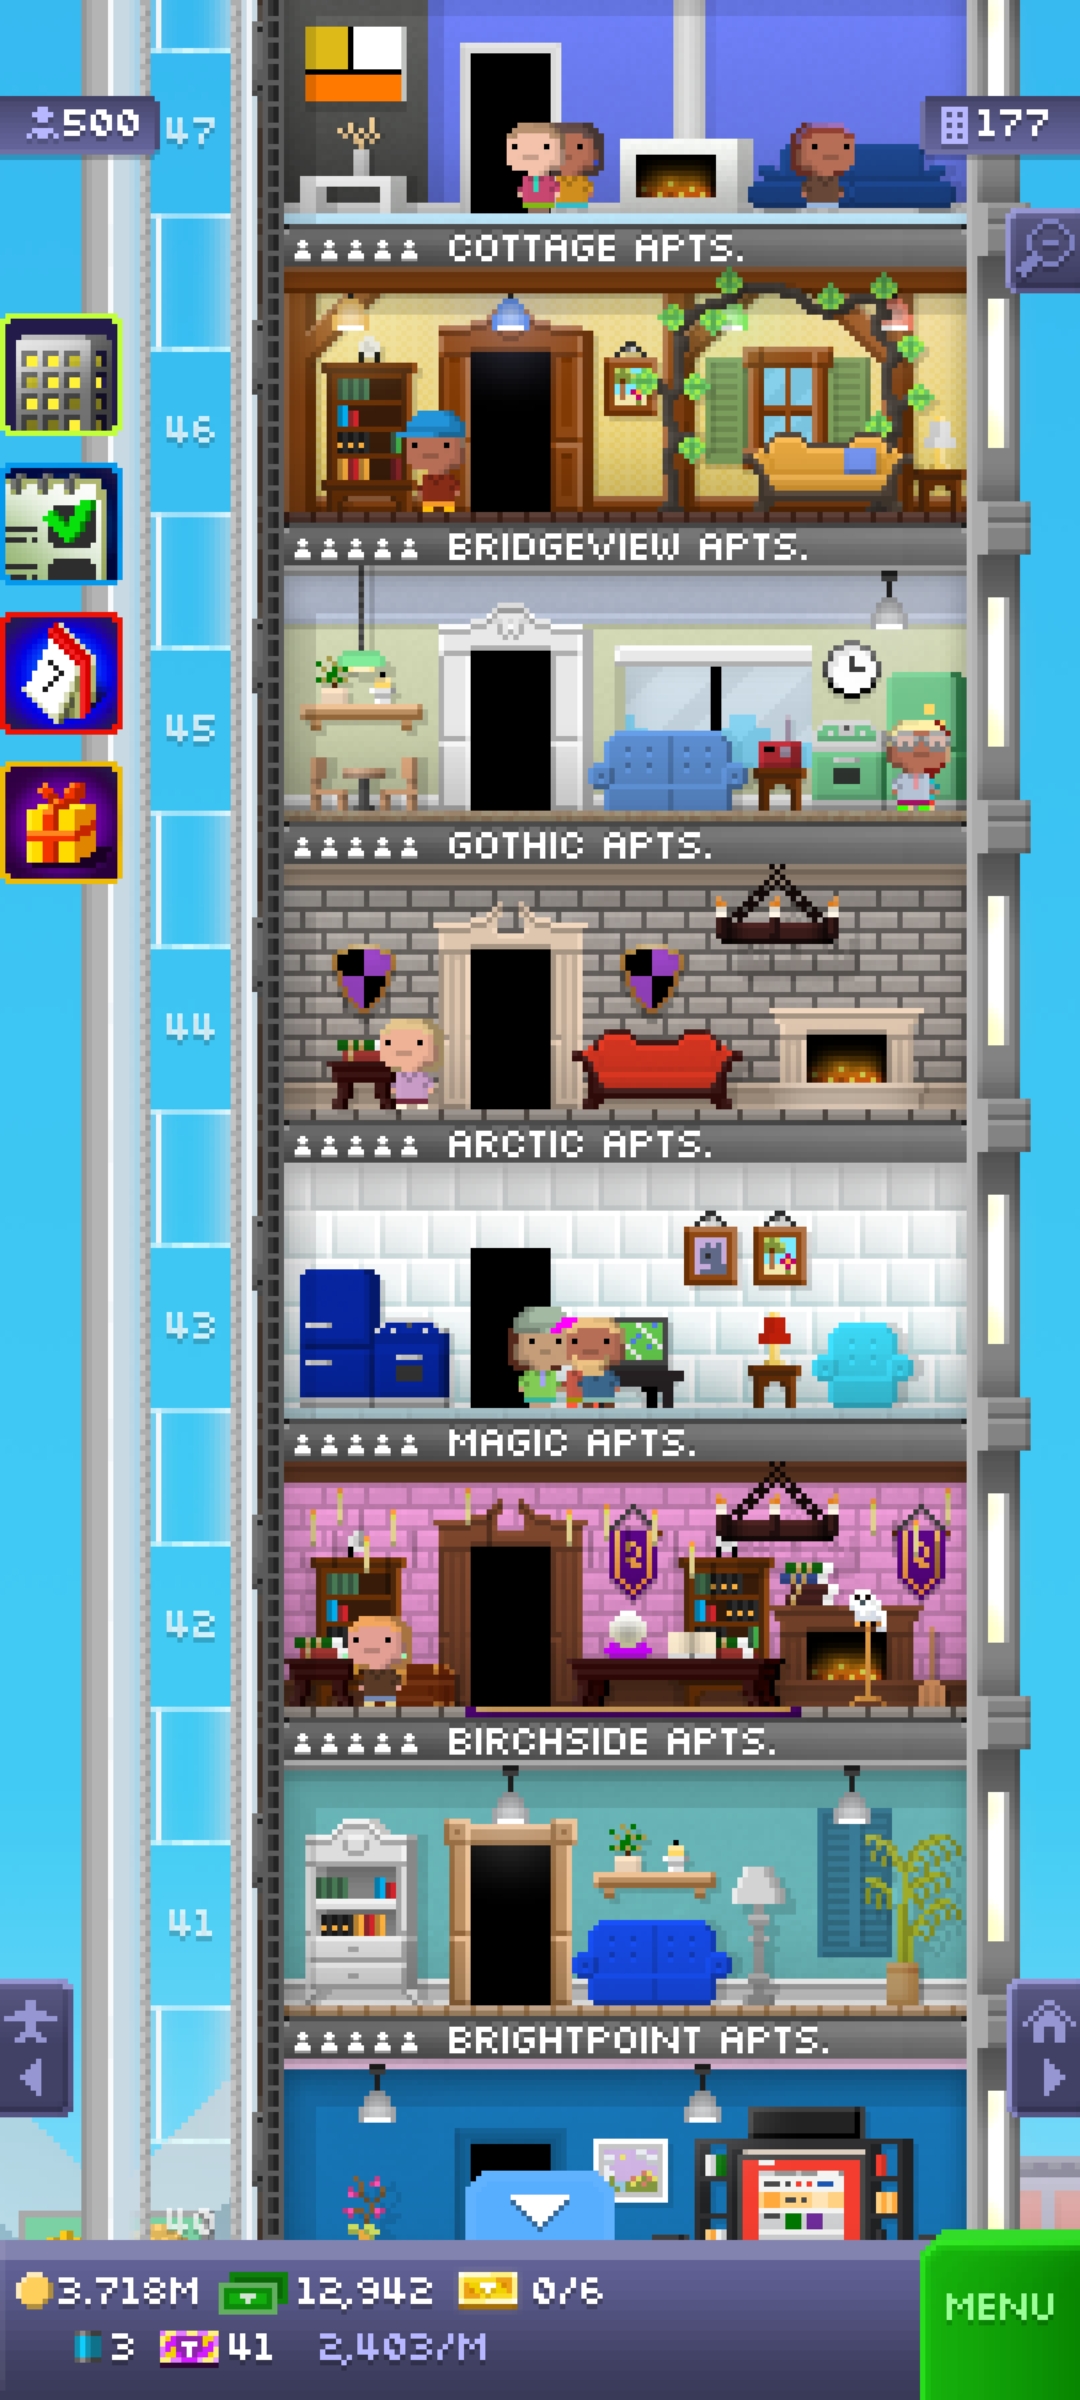 500
47
177
COTTAGE APTS.
46
BRIDGEVIEW APTS.
45
GOTHIC APTS.
44
ARCTIC APTS.
43
MAGIC APTS.
42
BIRCHSIDE APTS.
41
BRIGHTPOINT APTS.
40
3.718M 12,942 0/6
3 41 2,403/M
MENU